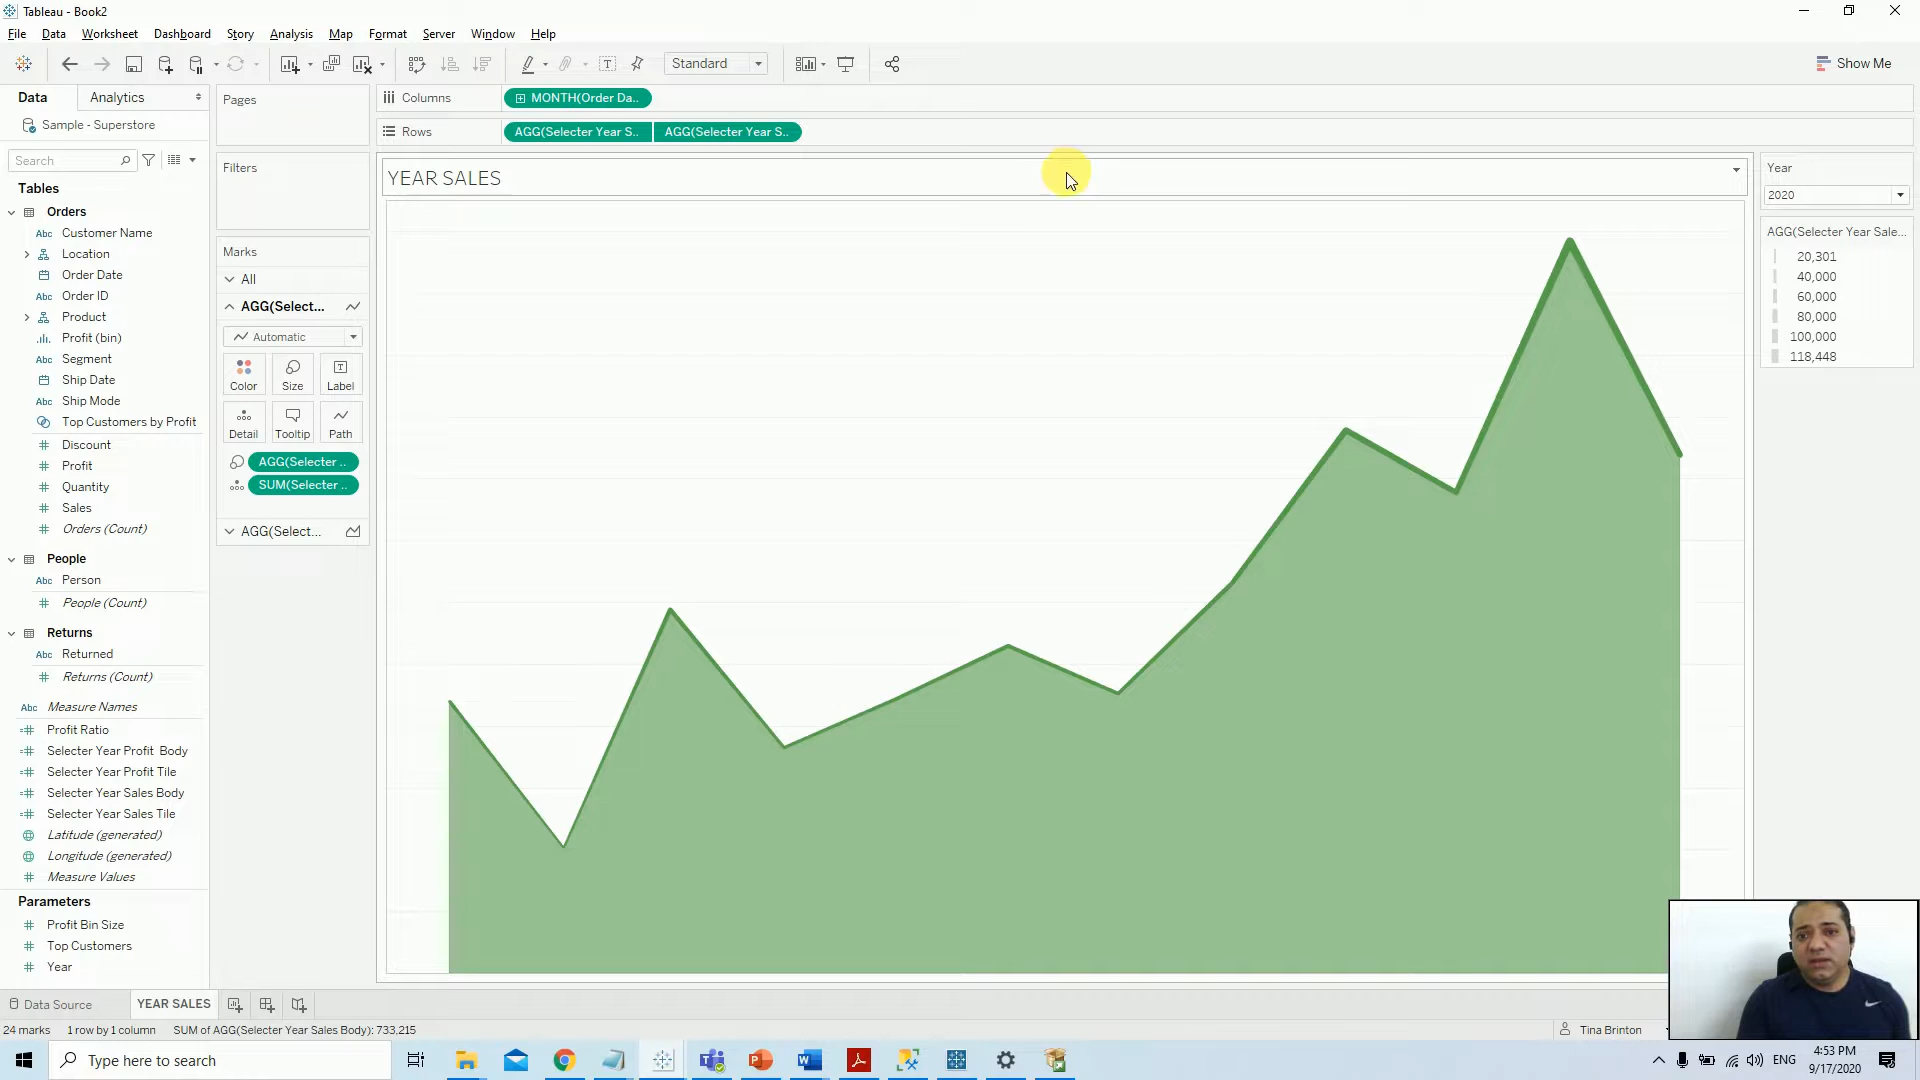 Tableau - Book2
File Data Worksheet Dashboard Story Analysis Map Format Server Window Help
Standard
Show Me
Data Analytics
Sample - Superstore
Search
Tables
Orders
Abc Customer Name
Location
Order Date
Abc Order ID
Product
Profit (bin)
Abc Segment
Ship Date
Abc Ship Mode
Top Customers by Profit
# Discount
# Profit
# Quantity
# Sales
# Orders (Count)
People
Abc Person
# People (Count)
Returns
Abc Returned
# Returns (Count)
Abc Measure Names
=# Profit Ratio
=# Selecter Year Profit Body
=# Selecter Year Profit Tile
=# Selecter Year Sales Body
=# Selecter Year Sales Tile
Latitude (generated)
Longitude (generated)
# Measure Values
Parameters
# Profit Bin Size
# Top Customers
# Year
Pages
Filters
Marks
All
AGG(Select...
Automatic
Color Size Label
Detail Tooltip Path
AGG(Selecter ..
SUM(Selecter ..
AGG(Select...
Columns MONTH(Order Da..
Rows AGG(Selecter Year S.. AGG(Selecter Year S..
YEAR SALES
Year
2020
AGG(Selecter Year Sale...
20,301
40,000
60,000
80,000
100,000
118,448
Data Source YEAR SALES
24 marks 1 row by 1 column SUM of AGG(Selecter Year Sales Body): 733,215
Tina Brinton
Type here to search
ENG
4:53 PM
9/17/2020